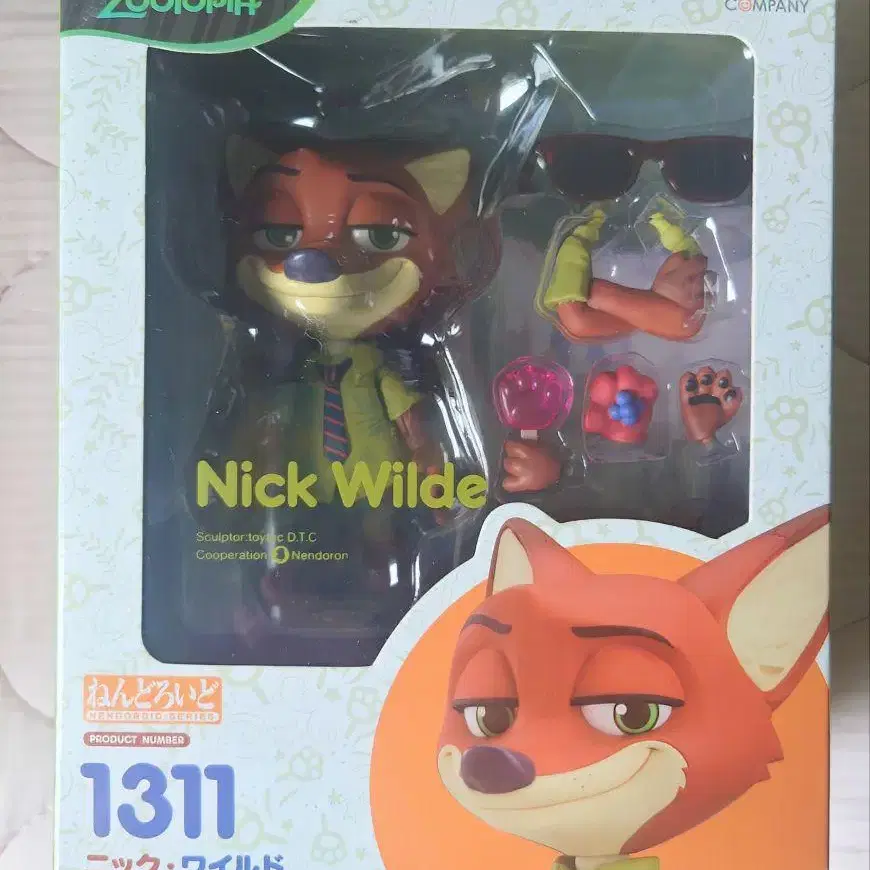 Zootopia
COMPANY
Nick Wilde
Sculptor:toytec D.T.C
Cooperation Nendoron
ねんどろいど
NENDOROID SERIES
PRODUCT NUMBER
1311
ニック・ワイルド